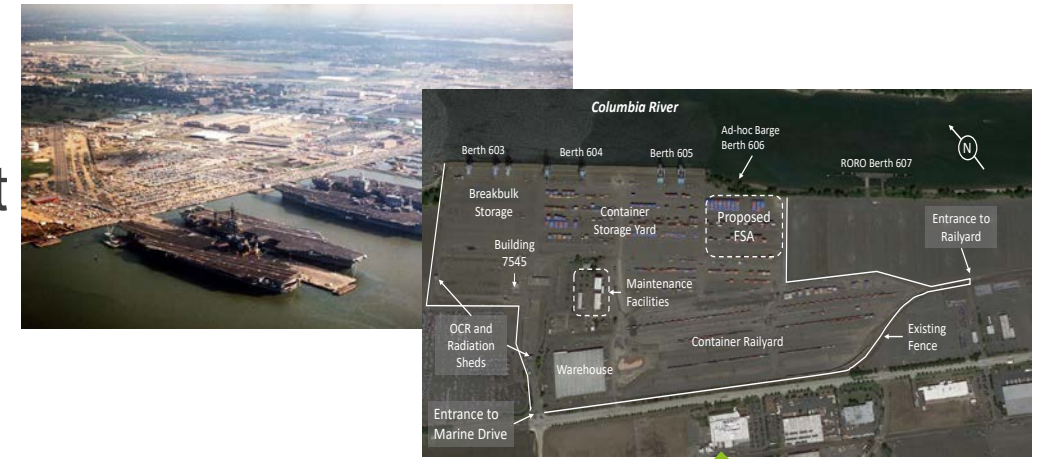 t
Columbia River
Ad-hoc Barge
Berth 606
N
Berth 603
Berth 604
Berth 605
RORO Berth 607
Breakbulk
Storage
Container
Storage Yard
Proposed
FSA
Entrance to
Railyard
Building
7545
Maintenance
Facilities
OCR and
Radiation
Sheds
Container Railyard
Existing
Fence
Warehouse
Entrance to
Marine Drive